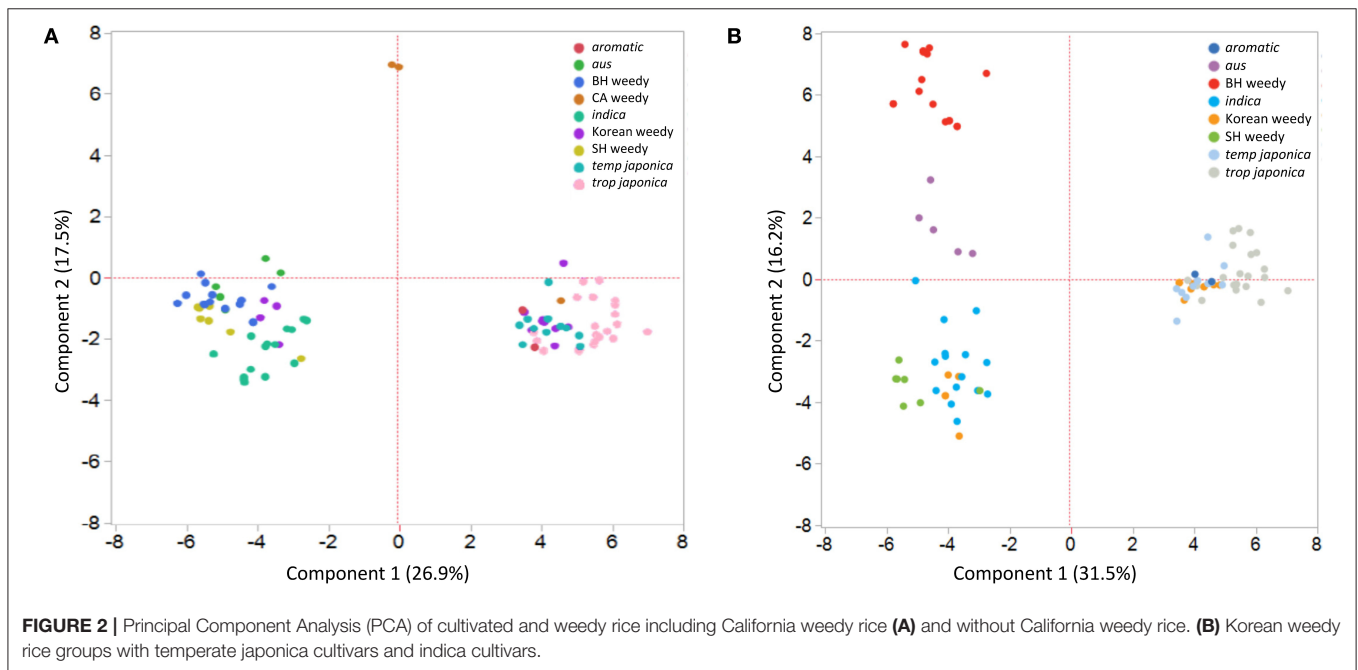 A
8
6
4
2
0
-2
-4
-6
-8
Component 2 (17.5%)
-8 -6 -4 -2 0 2 4 6 8
Component 1 (26.9%)
aromatic
aus
BH weedy
CA weedy
indica
Korean weedy
SH weedy
temp japonica
trop japonica
B
8
6
4
2
0
-2
-4
-6
-8
Component 2 (16.2%)
-8 -6 -4 -2 0 2 4 6 8
Component 1 (31.5%)
aromatic
aus
BH weedy
indica
Korean weedy
SH weedy
temp japonica
trop japonica
FIGURE 2 | Principal Component Analysis (PCA) of cultivated and weedy rice including California weedy rice (A) and without California weedy rice. (B) Korean weedy
rice groups with temperate japonica cultivars and indica cultivars.